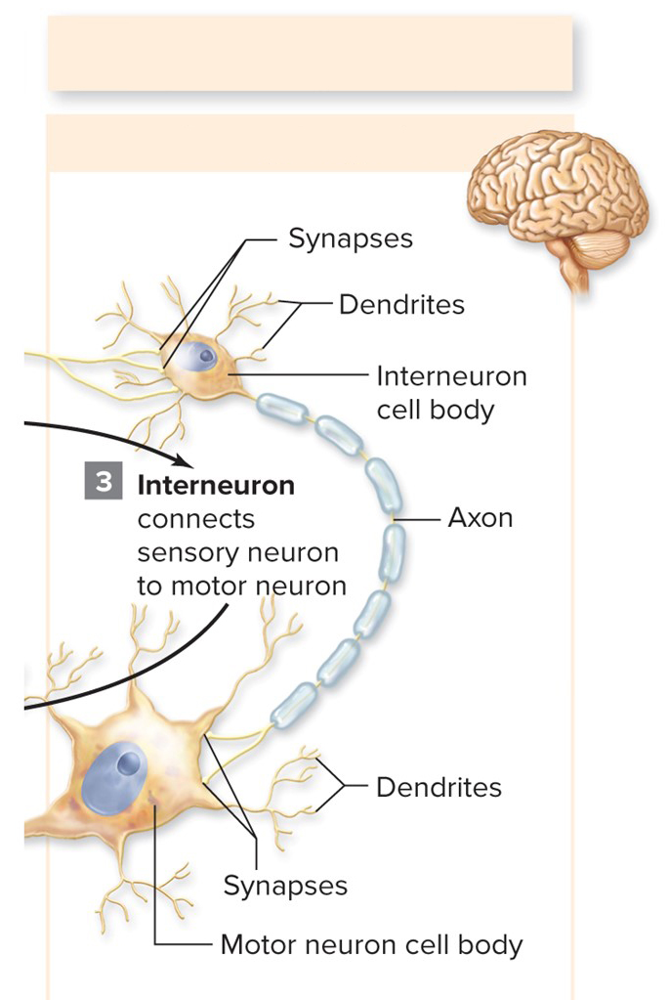 Synapses
Dendrites
Interneuron
cell body
3 Interneuron
connects
sensory neuron
to motor neuron
Axon
Dendrites
Synapses
Motor neuron cell body